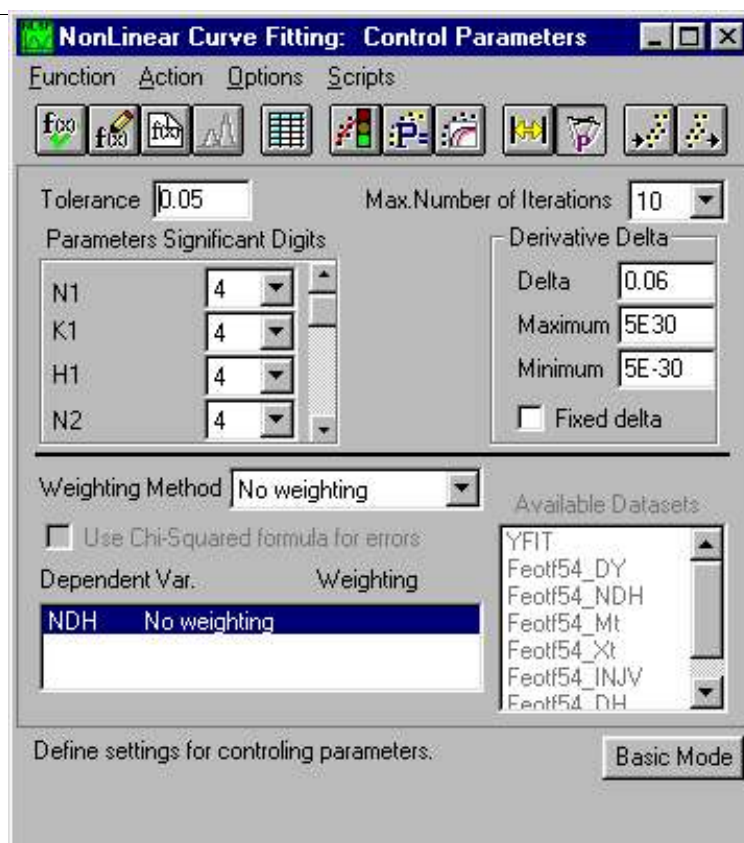 NonLinear Curve Fitting: Control Parameters
Function Action Options Scripts
f(x) f(x) f(x) P= P
Tolerance 0.05 Max.Number of Iterations 10
Parameters Significant Digits
N1 4
K1 4
H1 4
N2 4
Derivative Delta
Delta 0.06
Maximum 5E30
Minimum 5E-30
Fixed delta
Weighting Method No weighting
Use Chi-Squared formula for errors
Dependent Var. Weighting
NDH No weighting
Available Datasets
YFIT
Feotf54_DY
Feotf54_NDH
Feotf54_Mt
Feotf54_Xt
Feotf54_INJV
Feotf54_DH
Define settings for controling parameters.
Basic Mode